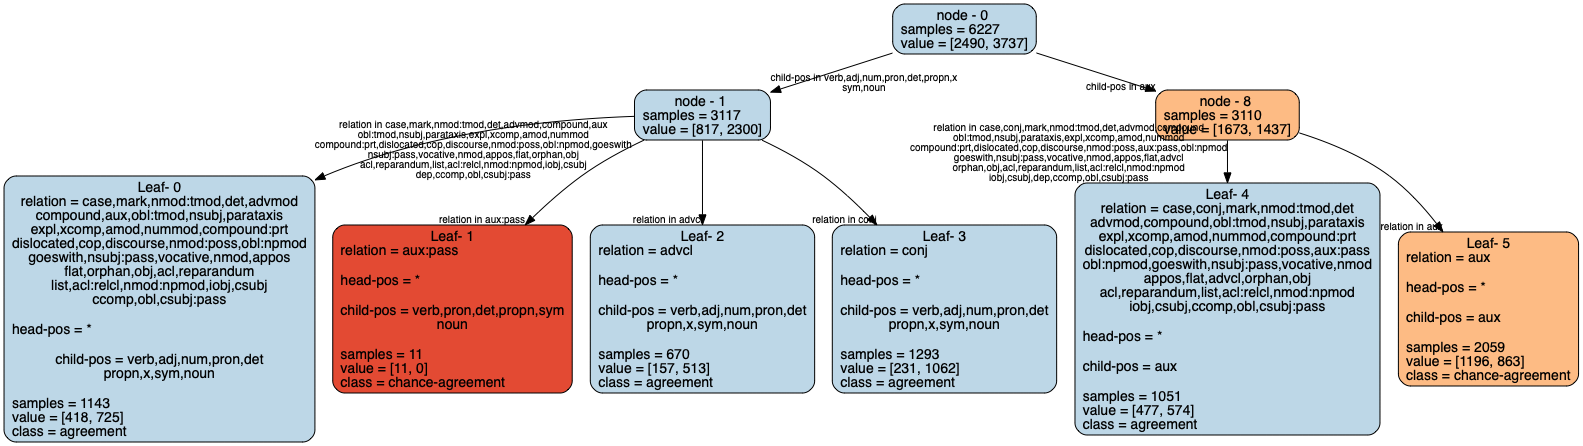 node - 0
samples = 6227
value = [2490, 3737]
child-pos in verb,adj,num,pron,det,propn,x
sym,noun
child-pos in aux
node - 1
samples = 3117
value = [817, 2300]
node - 8
samples = 3110
value = [1673, 1437]
relation in case,mark,nmod:tmod,det,advmod,compound,aux
obl:tmod,nsubj,parataxis,expl,xcomp,amod,nummod
compound:prt,dislocated,cop,discourse,nmod:poss,obl:npmod,goeswith
nsubj:pass,vocative,nmod,appos,flat,orphan,obj
acl,reparandum,list,acl:relcl,nmod:npmod,iobj,csubj
dep,ccomp,obl,csubj:pass
relation in aux:pass
relation in advcl
relation in conj
relation in case,conj,mark,nmod:tmod,det,advmod,compound
obl:tmod,nsubj,parataxis,expl,xcomp,amod,nummod
compound:prt,dislocated,cop,discourse,nmod:poss,aux:pass,obl:npmod
goeswith,nsubj:pass,vocative,nmod,appos,flat,advcl
orphan,obj,acl,reparandum,list,acl:relcl,nmod:npmod
iobj,csubj,dep,ccomp,obl,csubj:pass
relation in aux
Leaf- 0
relation = case,mark,nmod:tmod,det,advmod
compound,aux,obl:tmod,nsubj,parataxis
expl,xcomp,amod,nummod,compound:prt
dislocated,cop,discourse,nmod:poss,obl:npmod
goeswith,nsubj:pass,vocative,nmod,appos
flat,orphan,obj,acl,reparandum
list,acl:relcl,nmod:npmod,iobj,csubj
ccomp,obl,csubj:pass
head-pos = *
child-pos = verb,adj,num,pron,det
propn,x,sym,noun
samples = 1143
value = [418, 725]
class = agreement
Leaf- 1
relation = aux:pass
head-pos = *
child-pos = verb,pron,det,propn,sym
noun
samples = 11
value = [11, 0]
class = chance-agreement
Leaf- 2
relation = advcl
head-pos = *
child-pos = verb,adj,num,pron,det
propn,x,sym,noun
samples = 670
value = [157, 513]
class = agreement
Leaf- 3
relation = conj
head-pos = *
child-pos = verb,adj,num,pron,det
propn,x,sym,noun
samples = 1293
value = [231, 1062]
class = agreement
Leaf- 4
relation = case,conj,mark,nmod:tmod,det
advmod,compound,obl:tmod,nsubj,parataxis
expl,xcomp,amod,nummod,compound:prt
dislocated,cop,discourse,nmod:poss,aux:pass
obl:npmod,goeswith,nsubj:pass,vocative,nmod
appos,flat,advcl,orphan,obj
acl,reparandum,list,acl:relcl,nmod:npmod
iobj,csubj,ccomp,obl,csubj:pass
head-pos = *
child-pos = aux
samples = 1051
value = [477, 574]
class = agreement
Leaf- 5
relation = aux
head-pos = *
child-pos = aux
samples = 2059
value = [1196, 863]
class = chance-agreement